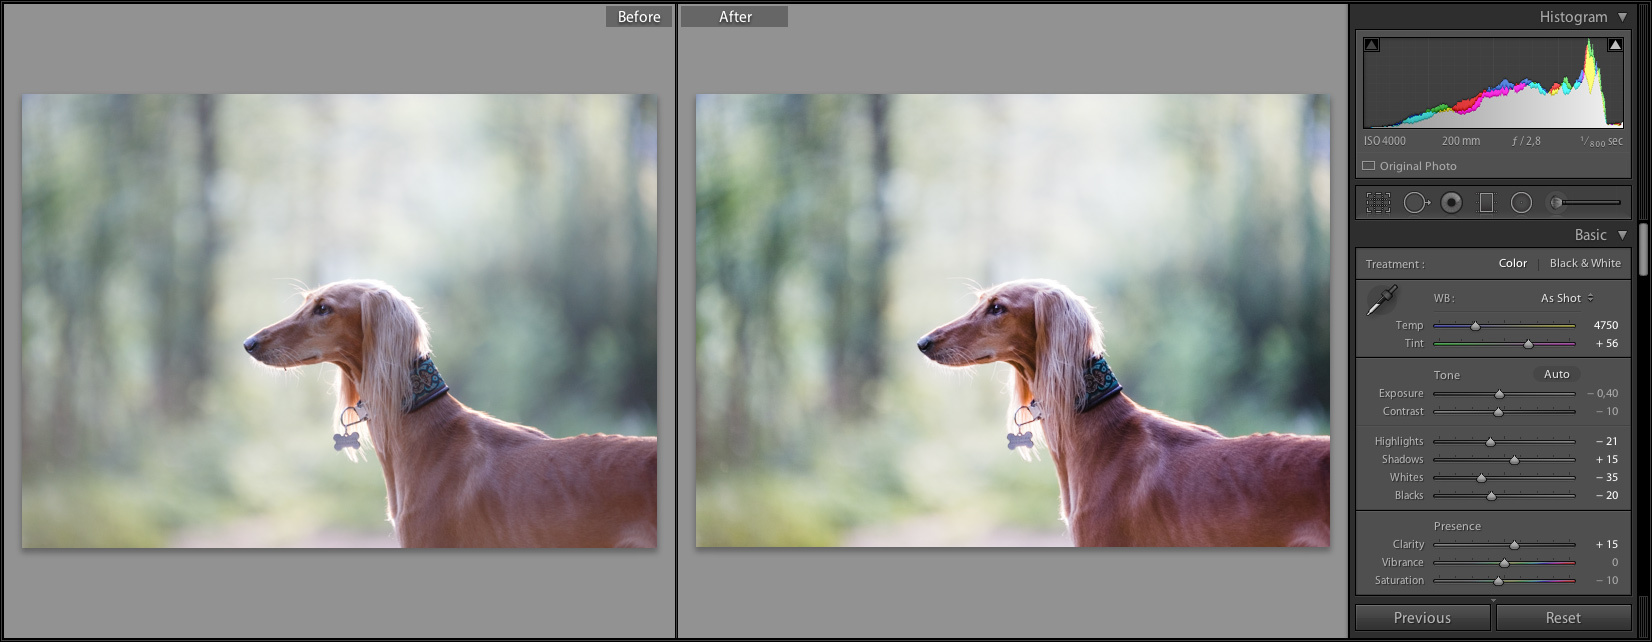 Before
After
Histogram
ISO 4000 200 mm ƒ / 2,8 1/800 sec
Original Photo
Basic
Treatment : Color Black & White
WB : As Shot
Temp 4750
Tint + 56
Tone Auto
Exposure − 0,40
Contrast − 10
Highlights − 21
Shadows + 15
Whites − 35
Blacks − 20
Presence
Clarity + 15
Vibrance 0
Saturation − 10
Previous Reset